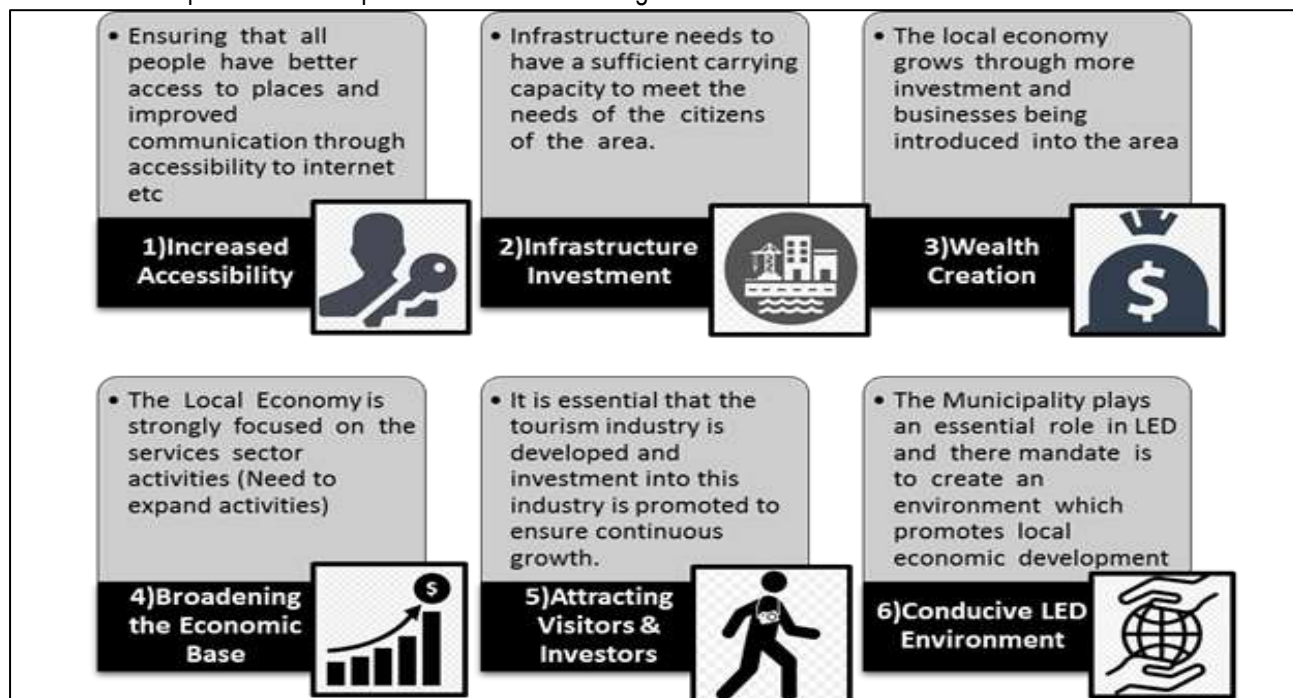 • Ensuring that all
people have better
access to places and
improved
communication through
accessibility to internet
etc
1)Increased
Accessibility
• Infrastructure needs to
have a sufficient carrying
capacity to meet the
needs of the citizens
of the area.
2)Infrastructure
Investment
• The local economy
grows through more
investment and
businesses being
introduced into the area
3)Wealth
Creation
$
• The Local Economy is
strongly focused on the
services sector
activities (Need to
expand activities)
4)Broadening
the Economic
Base
$
• It is essential that the
tourism industry is
developed and
investment into this
industry is promoted to
ensure continuous
growth.
5)Attracting
Visitors &
Investors
• The Municipality plays
an essential role in LED
and there mandate is
to create an
environment which
promotes local
economic development
6)Conducive LED
Environment